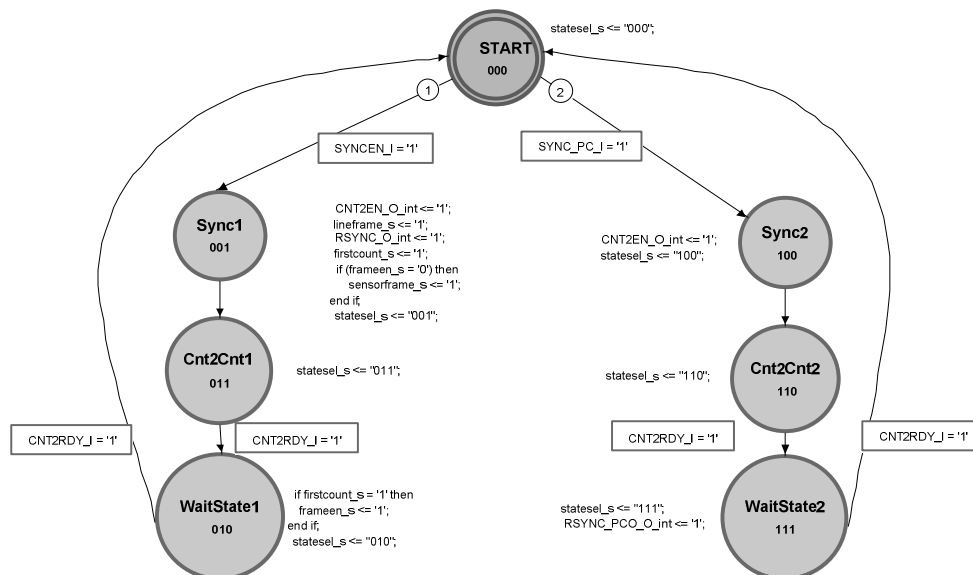 statesel_s <= "000";
START
000
1
2
SYNCEN_I = '1'
SYNC_PC_I = '1'
Sync1
001
CNT2EN_O_int <= '1';
lineframe_s <= '1';
RSYNC_O_int <= '1';
firstcount_s <= '1';
if (frameen_s = '0') then
sensorframe_s <= '1';
end if;
statesel_s <= "001";
CNT2EN_O_int <= '1';
statesel_s <= "100";
Sync2
100
Cnt2Cnt1
011
statesel_s <= "011";
statesel_s <= "110";
Cnt2Cnt2
110
CNT2RDY_I = '1'
CNT2RDY_I = '1'
CNT2RDY_I = '1'
CNT2RDY_I = '1'
WaitState1
010
if firstcount_s = '1' then
frameen_s <= '1';
end if;
statesel_s <= "010";
statesel_s <= "111";
RSYNC_PCO_O_int <= '1';
WaitState2
111